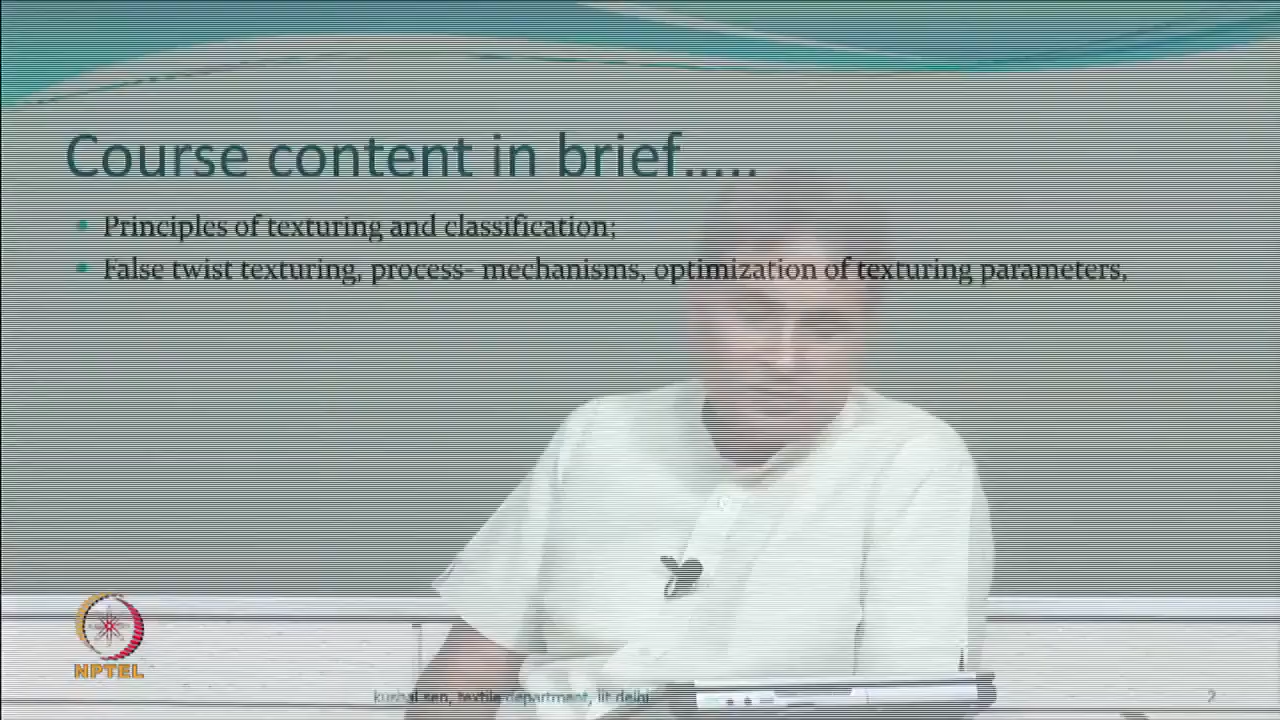 Course content in brief.....
Principles of texturing and classification;
False twist texturing, process- mechanisms, optimization of texturing parameters,
NPTEL
kushal sen, textile department, iit delhi
2